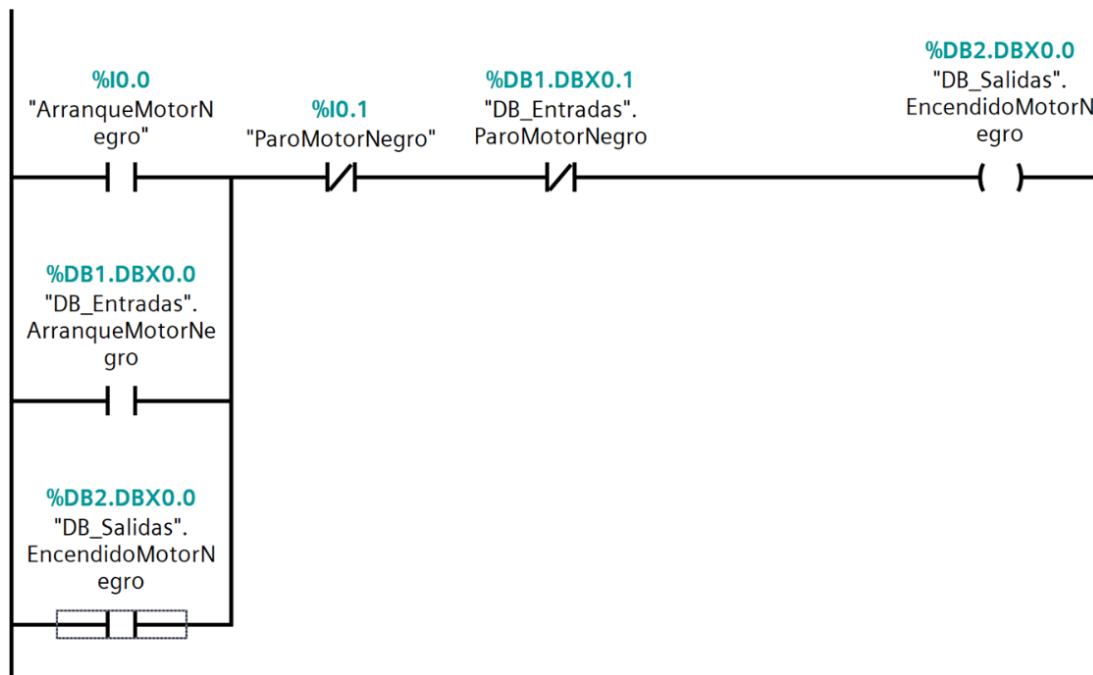 %I0.0
"ArranqueMotorN
egro"
%I0.1
"ParoMotorNegro"
%DB1.DBX0.1
"DB_Entradas".
ParoMotorNegro
%DB2.DBX0.0
"DB_Salidas".
EncendidoMotorN
egro
%DB1.DBX0.0
"DB_Entradas".
ArranqueMotorNe
gro
%DB2.DBX0.0
"DB_Salidas".
EncendidoMotorN
egro